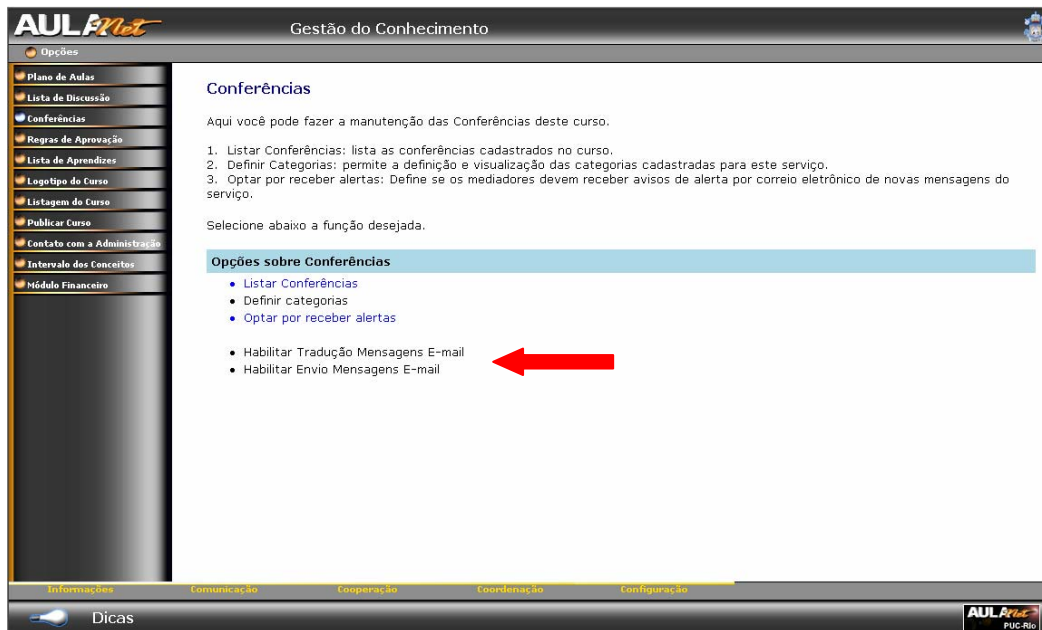 AULANet
Gestão do Conhecimento
Opções
Plano de Aulas
Lista de Discussão
Conferências
Regras de Aprovação
Lista de Aprendizes
Logotipo do Curso
Listagem do Curso
Publicar Curso
Contato com a Administração
Intervalo dos Conceitos
Módulo Financeiro
Conferências
Aqui você pode fazer a manutenção das Conferências deste curso.
1. Listar Conferências: lista as conferências cadastrados no curso.
2. Definir Categorias: permite a definição e visualização das categorias cadastradas para este serviço.
3. Optar por receber alertas: Define se os mediadores devem receber avisos de alerta por correio eletrônico de novas mensagens do
serviço.
Selecione abaixo a função desejada.
Opções sobre Conferências
• Listar Conferências
• Definir categorias
• Optar por receber alertas
• Habilitar Tradução Mensagens E-mail
• Habilitar Envio Mensagens E-mail
Informações Comunicação Cooperação Coordenação Configuração
Dicas
AULANet
PUC-Rio